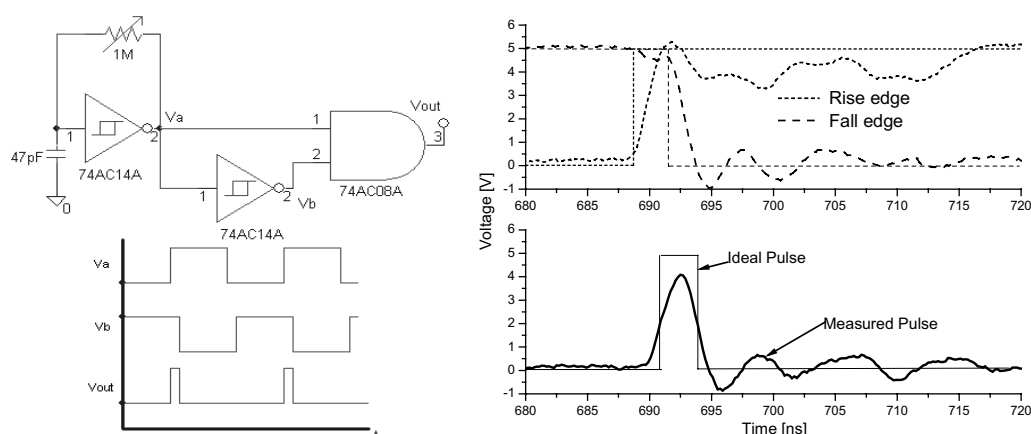 1M
Va
Vout
1
2
1
2
3
47pF
74AC14A
74AC08A
0
1
2
Vb
74AC14A
Va
Vb
Vout
Voltage [V]
6
5
4
3
2
1
0
-1
Rise edge
Fall edge
680 685 690 695 700 705 710 715 720
6
5
4
3
2
1
0
-1
Ideal Pulse
Measured Pulse
680 685 690 695 700 705 710 715 720
Time [ns]